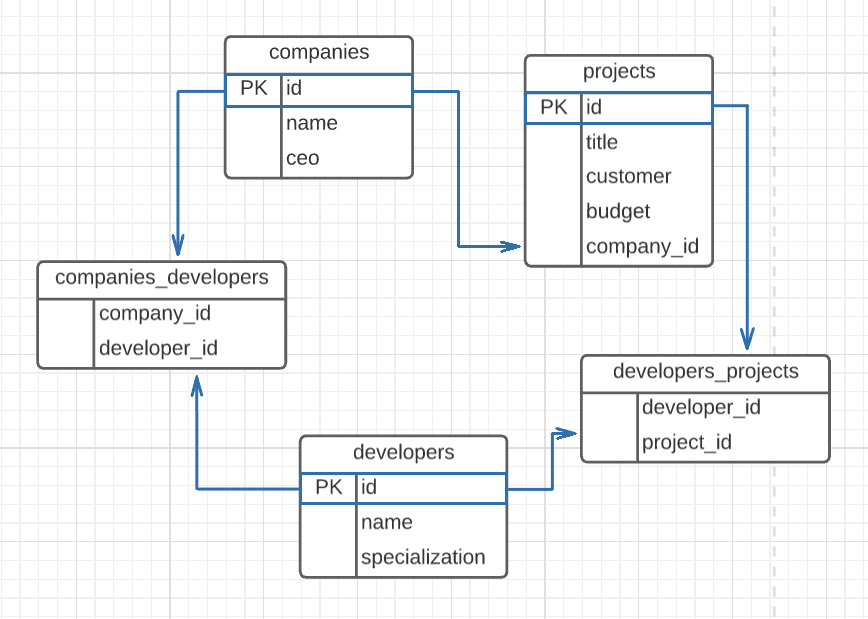 companies
PK id
name
ceo
projects
PK id
title
customer
budget
company_id
companies_developers
company_id
developer_id
developers_projects
developer_id
project_id
developers
PK id
name
specialization